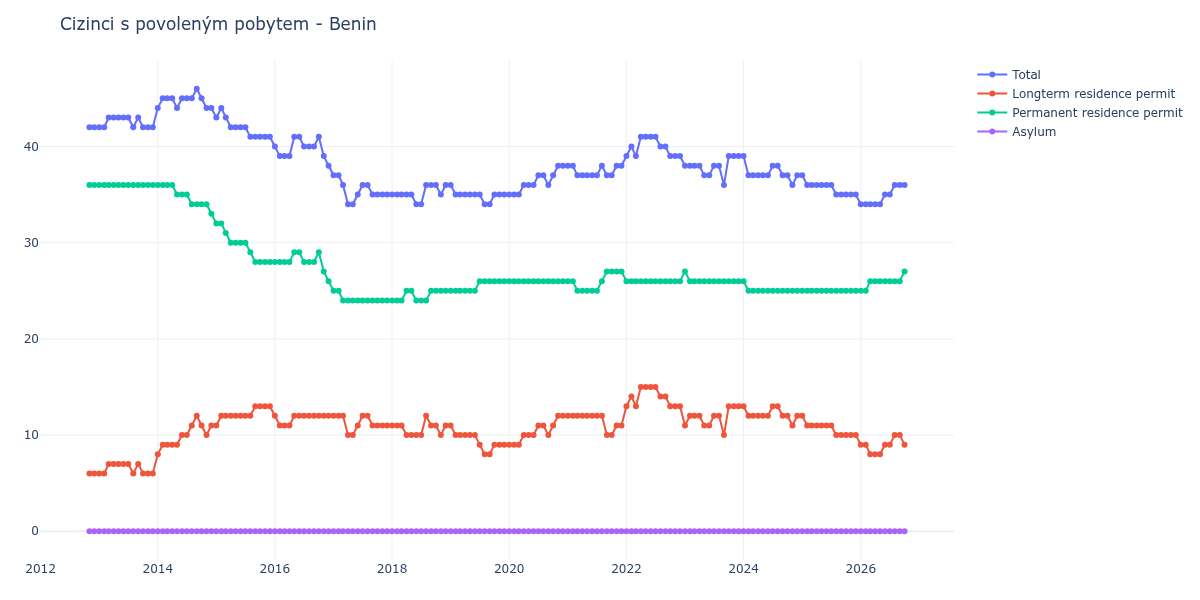 Cizinci s povoleným pobytem - Benin
Total
Longterm residence permit
Permanent residence permit
Asylum
40
30
20
10
0
2012
2014
2016
2018
2020
2022
2024
2026